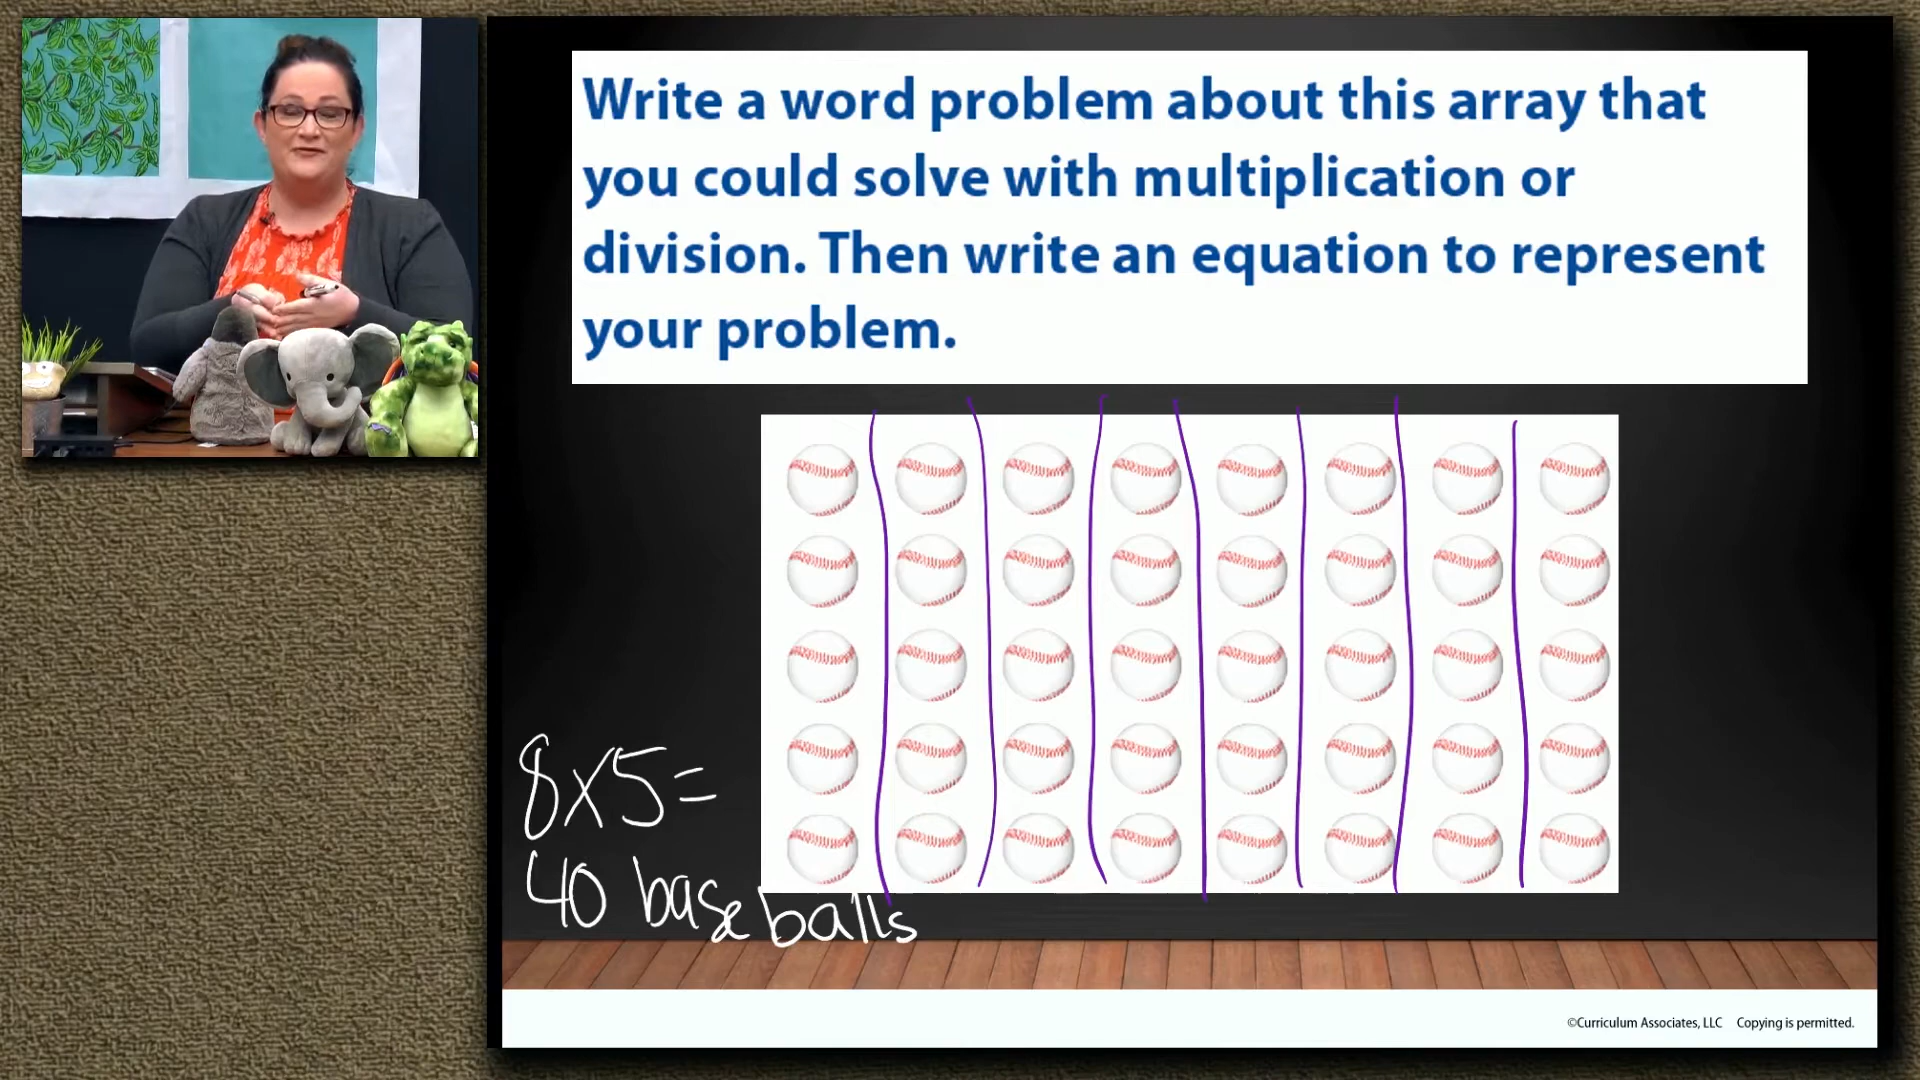 Write a word problem about this array that
you could solve with multiplication or
division. Then write an equation to represent
your problem.
8x5=
40 baseballs
©Curriculum Associates, LLC Copying is permitted.